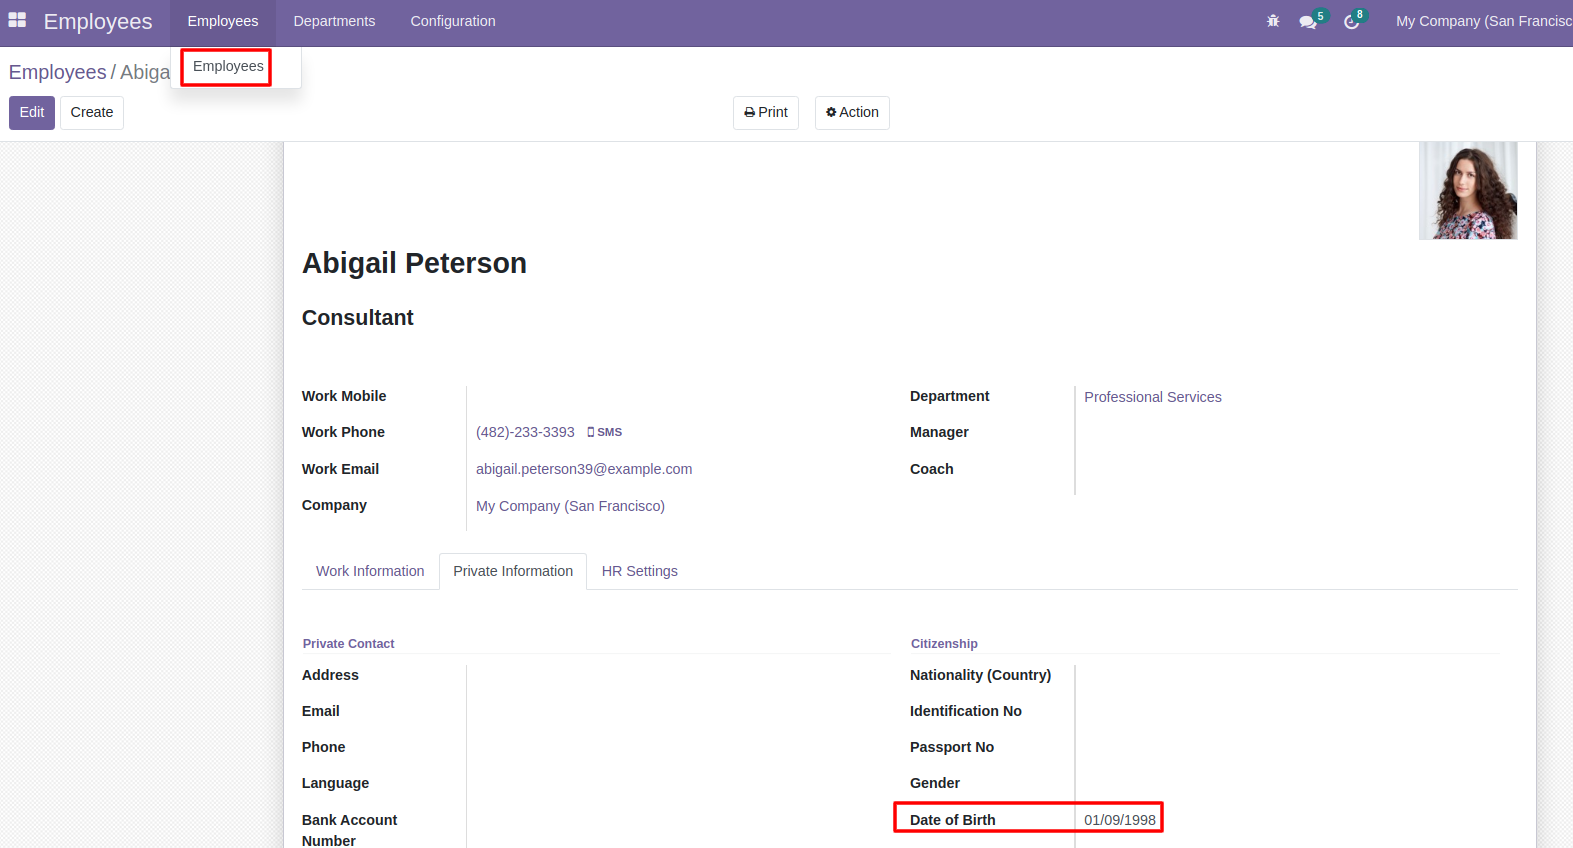 Employees Employees Departments Configuration 5 8 My Company (San Francisc
Employees
Employees / Abiga
Edit Create Print Action
Abigail Peterson
Consultant
Work Mobile
Department Professional Services
Work Phone (482)-233-3393 SMS
Manager
Work Email abigail.peterson39@example.com
Coach
Company My Company (San Francisco)
Work Information Private Information HR Settings
Private Contact
Citizenship
Address
Nationality (Country)
Email
Identification No
Phone
Passport No
Language
Gender
Bank Account
Number
Date of Birth 01/09/1998